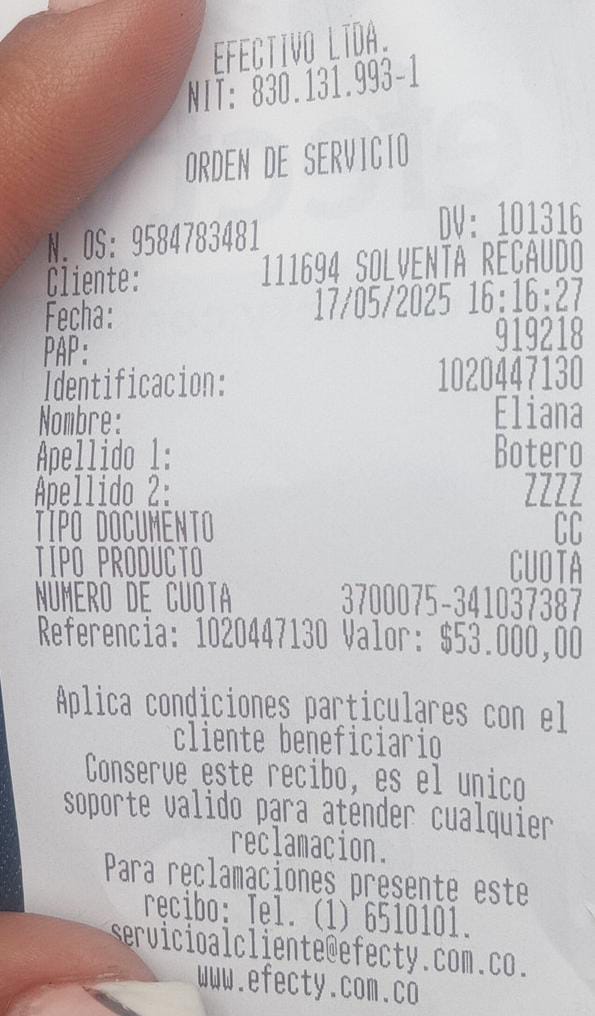 EFECTIVO LTDA.
NIT: 830.131.993-1
ORDEN DE SERVICIO
N. OS: 9584783481 DV: 101316
Cliente: 111694 SOLVENTA RECAUDO
Fecha: 17/05/2025 16:16:27
PAP: 919218
Identificacion: 1020447130
Nombre: Eliana
Apellido 1: Botero
Apellido 2: ZZZZ
TIPO DOCUMENTO CC
TIPO PRODUCTO CUOTA
NUMERO DE CUOTA 3700075-341037387
Referencia: 1020447130 Valor: $53.000,00
Aplica condiciones particulares con el
cliente beneficiario
Conserve este recibo, es el unico
soporte valido para atender cualquier
reclamacion.
Para reclamaciones presente este
recibo: Tel. (1) 6510101.
servicioalcliente@efecty.com.co.
www.efecty.com.co